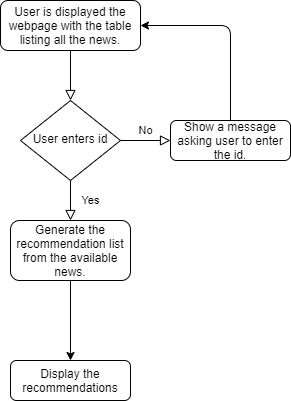 User is displayed the
webpage with the table
listing all the news.
User enters id
No
Show a message
asking user to enter
the id.
Yes
Generate the
recommendation list
from the available
news.
Display the
recommendations